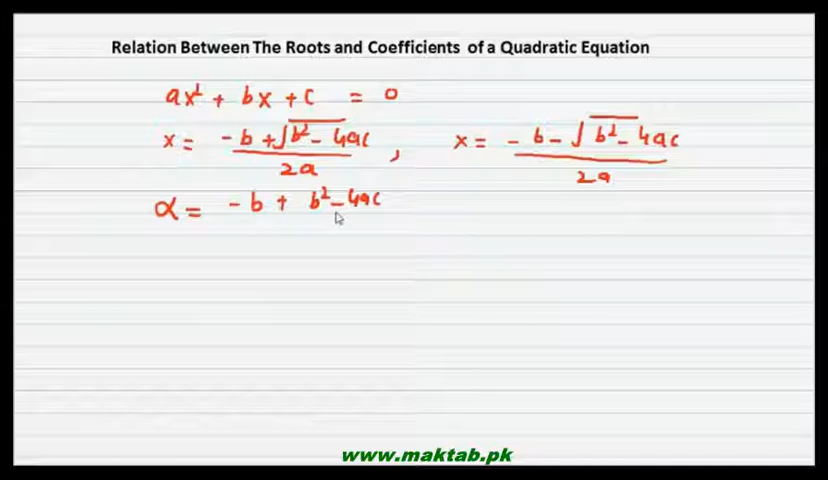 Relation Between The Roots and Coefficients of a Quadratic Equation
ax² + bx + c = 0
x = (-b + √(b² - 4ac))/2a , x = (-b - √(b² - 4ac))/2a
α = -b + b² - 4ac
www.maktab.pk